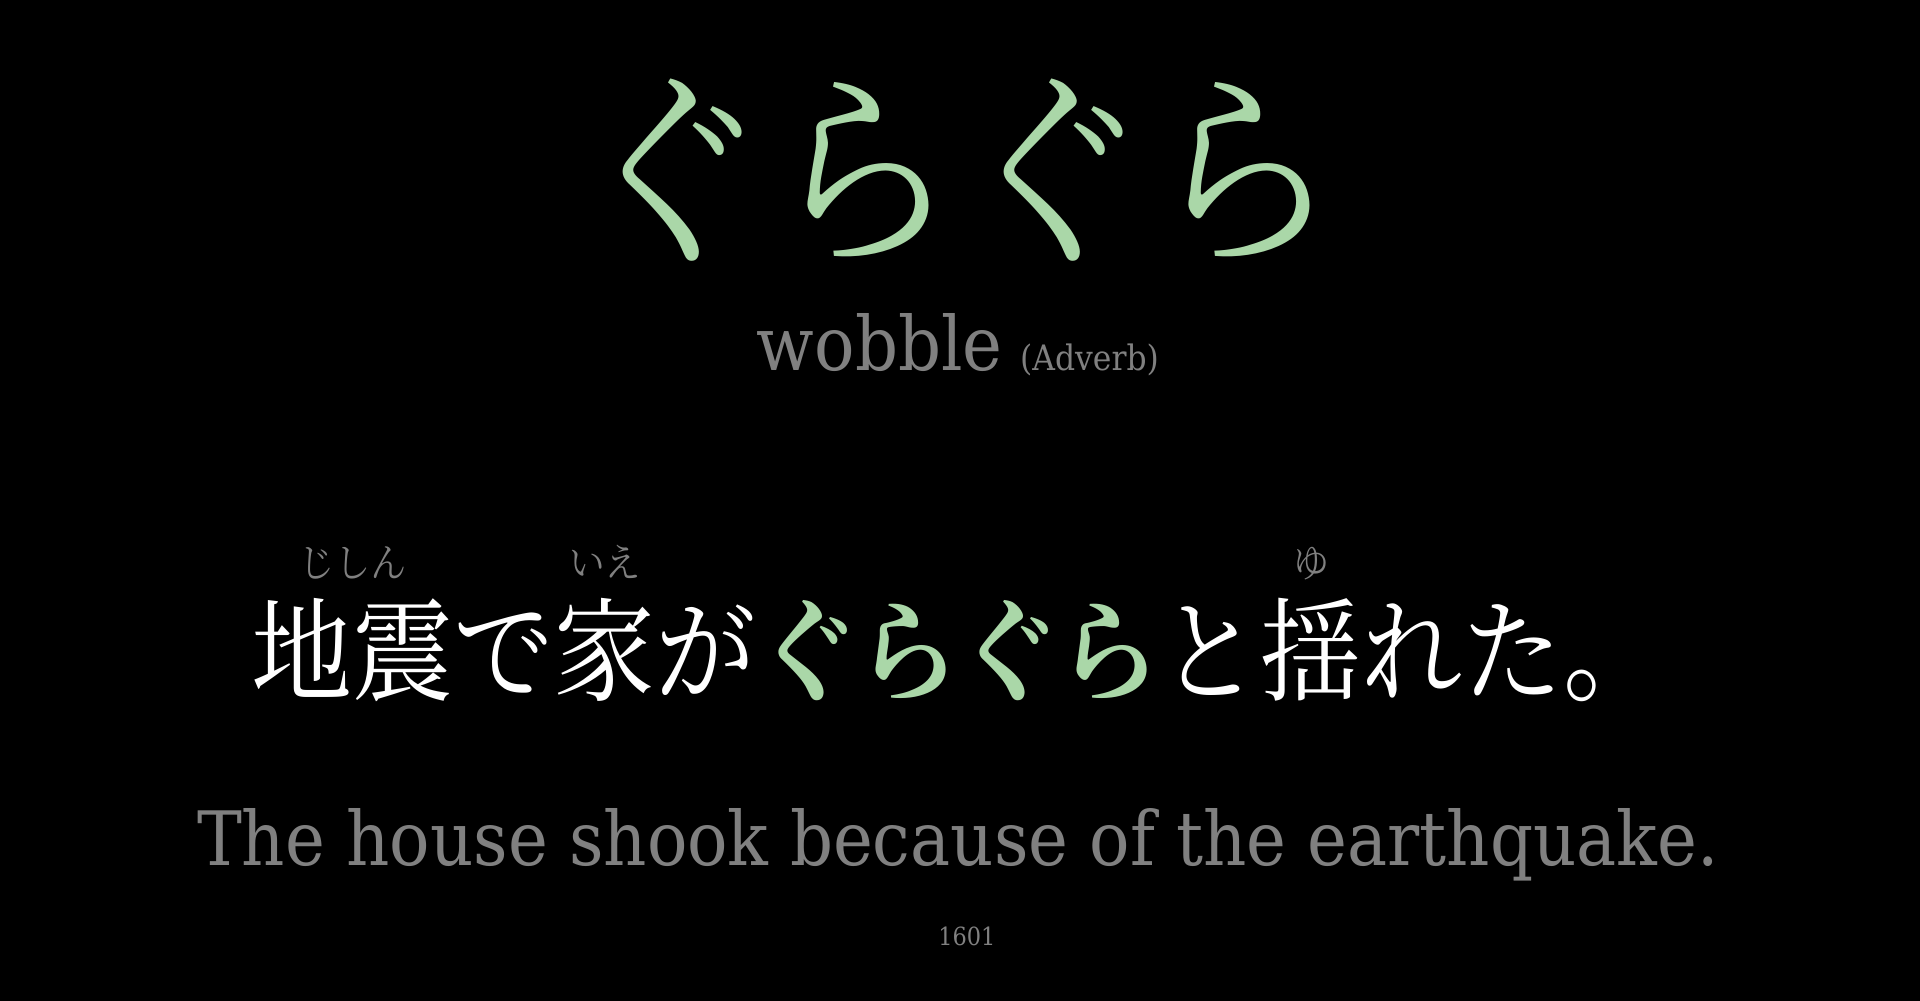 ぐらぐら
wobble (Adverb)
じしん いえ ゆ
地震で家がぐらぐらと揺れた。
The house shook because of the earthquake.
1601